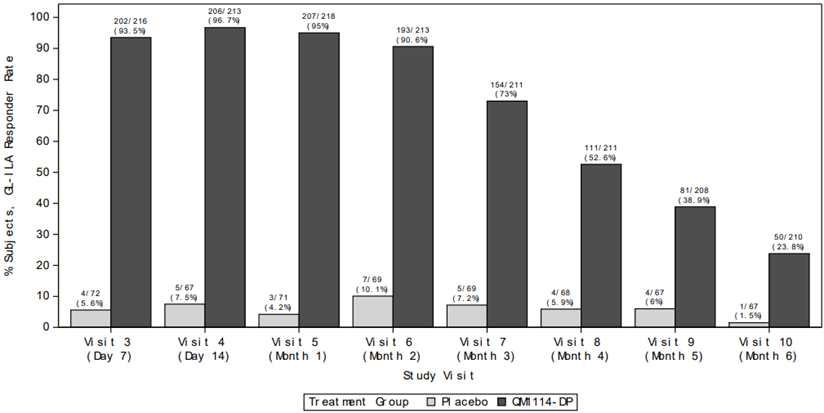 % Subjects, GL-ILA Responder Rate
100
90
80
70
60
50
40
30
20
10
0
4/72
(5.6%)
202/216
(93.5%)
5/67
(7.5%)
206/213
(96.7%)
3/71
(4.2%)
207/218
(95%)
7/69
(10.1%)
193/213
(90.6%)
5/69
(7.2%)
154/211
(73%)
4/68
(5.9%)
111/211
(52.6%)
4/67
(6%)
81/208
(38.9%)
1/67
(1.5%)
50/210
(23.8%)
Visit 3
(Day 7)
Visit 4
(Day 14)
Visit 5
(Month 1)
Visit 6
(Month 2)
Visit 7
(Month 3)
Visit 8
(Month 4)
Visit 9
(Month 5)
Visit 10
(Month 6)
Study Visit
Treatment Group Placebo QM1114-DP